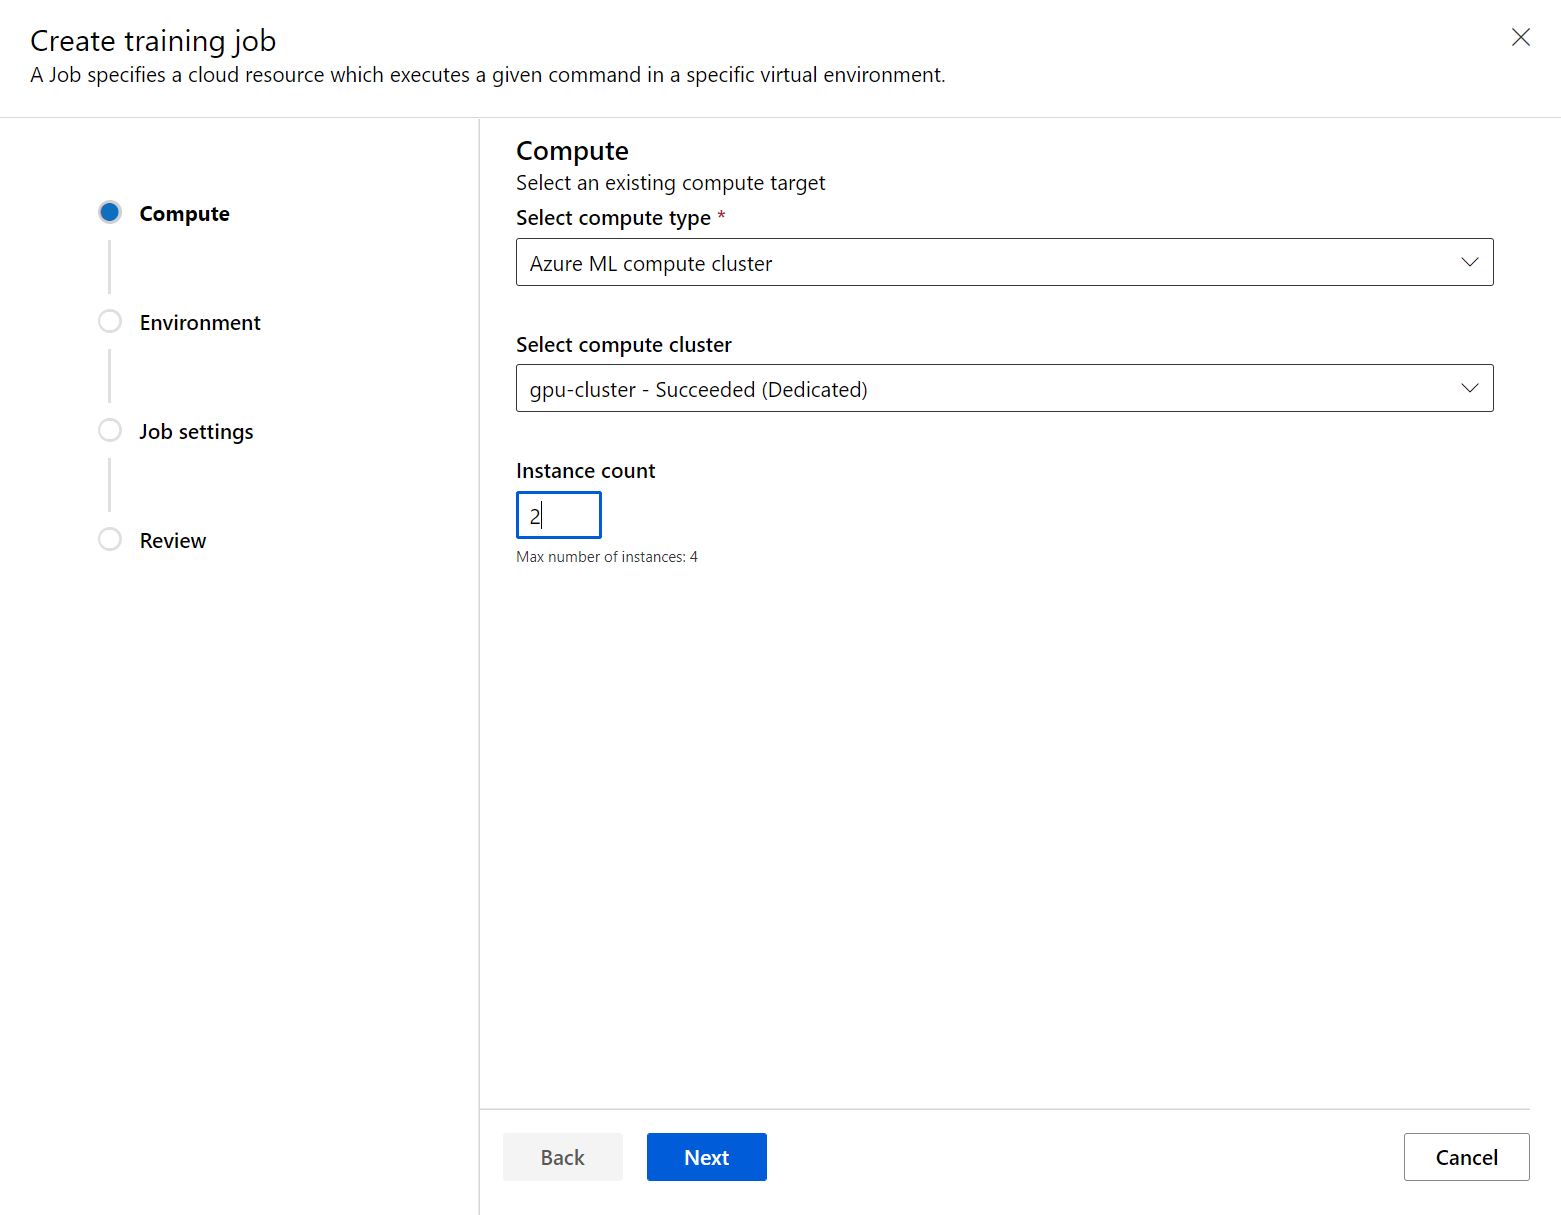 Create training job
A Job specifies a cloud resource which executes a given command in a specific virtual environment.
Compute
Environment
Job settings
Review
Compute
Select an existing compute target
Select compute type *
Azure ML compute cluster
Select compute cluster
gpu-cluster - Succeeded (Dedicated)
Instance count
2
Max number of instances: 4
Back
Next
Cancel